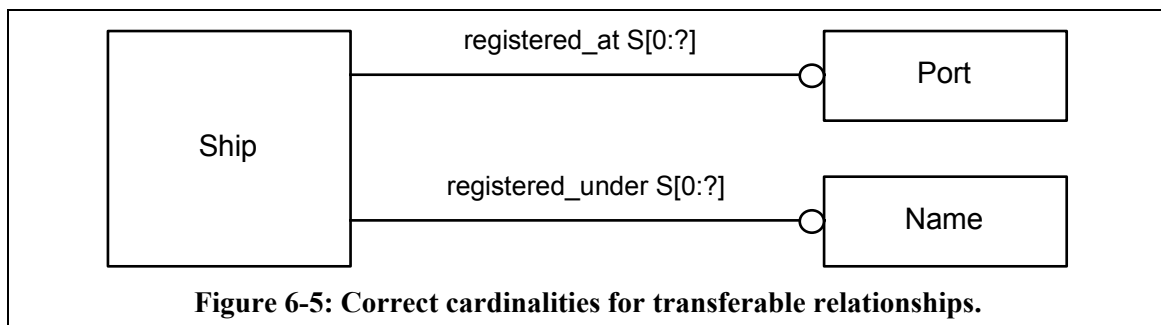 registered_at S[0:?]
Port
Ship
registered_under S[0:?]
Name
Figure 6-5: Correct cardinalities for transferable relationships.